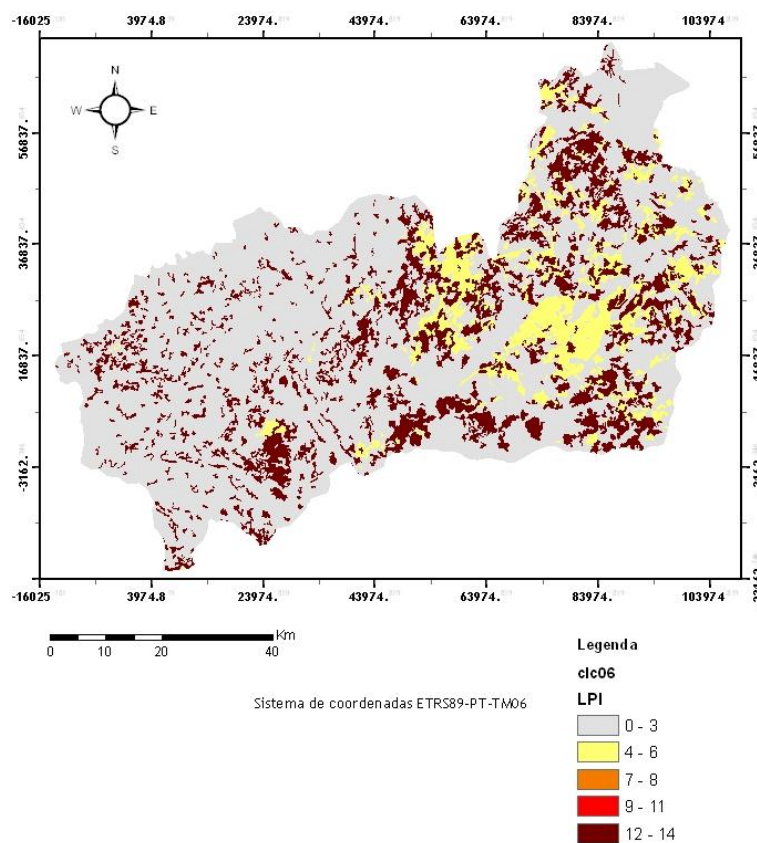 -16025 3974.8 23974. 43974. 63974. 83974. 103974.
N
W E
S
56837.
36837.
16837.
-3162
-16025 3974.8 23974. 43974. 63974. 83974. 103974.
Km
0 10 20 40
Sistema de coordenadas ETRS89-PT-TM06
Legenda
clc06
LPI
0 - 3
4 - 6
7 - 8
9 - 11
12 - 14